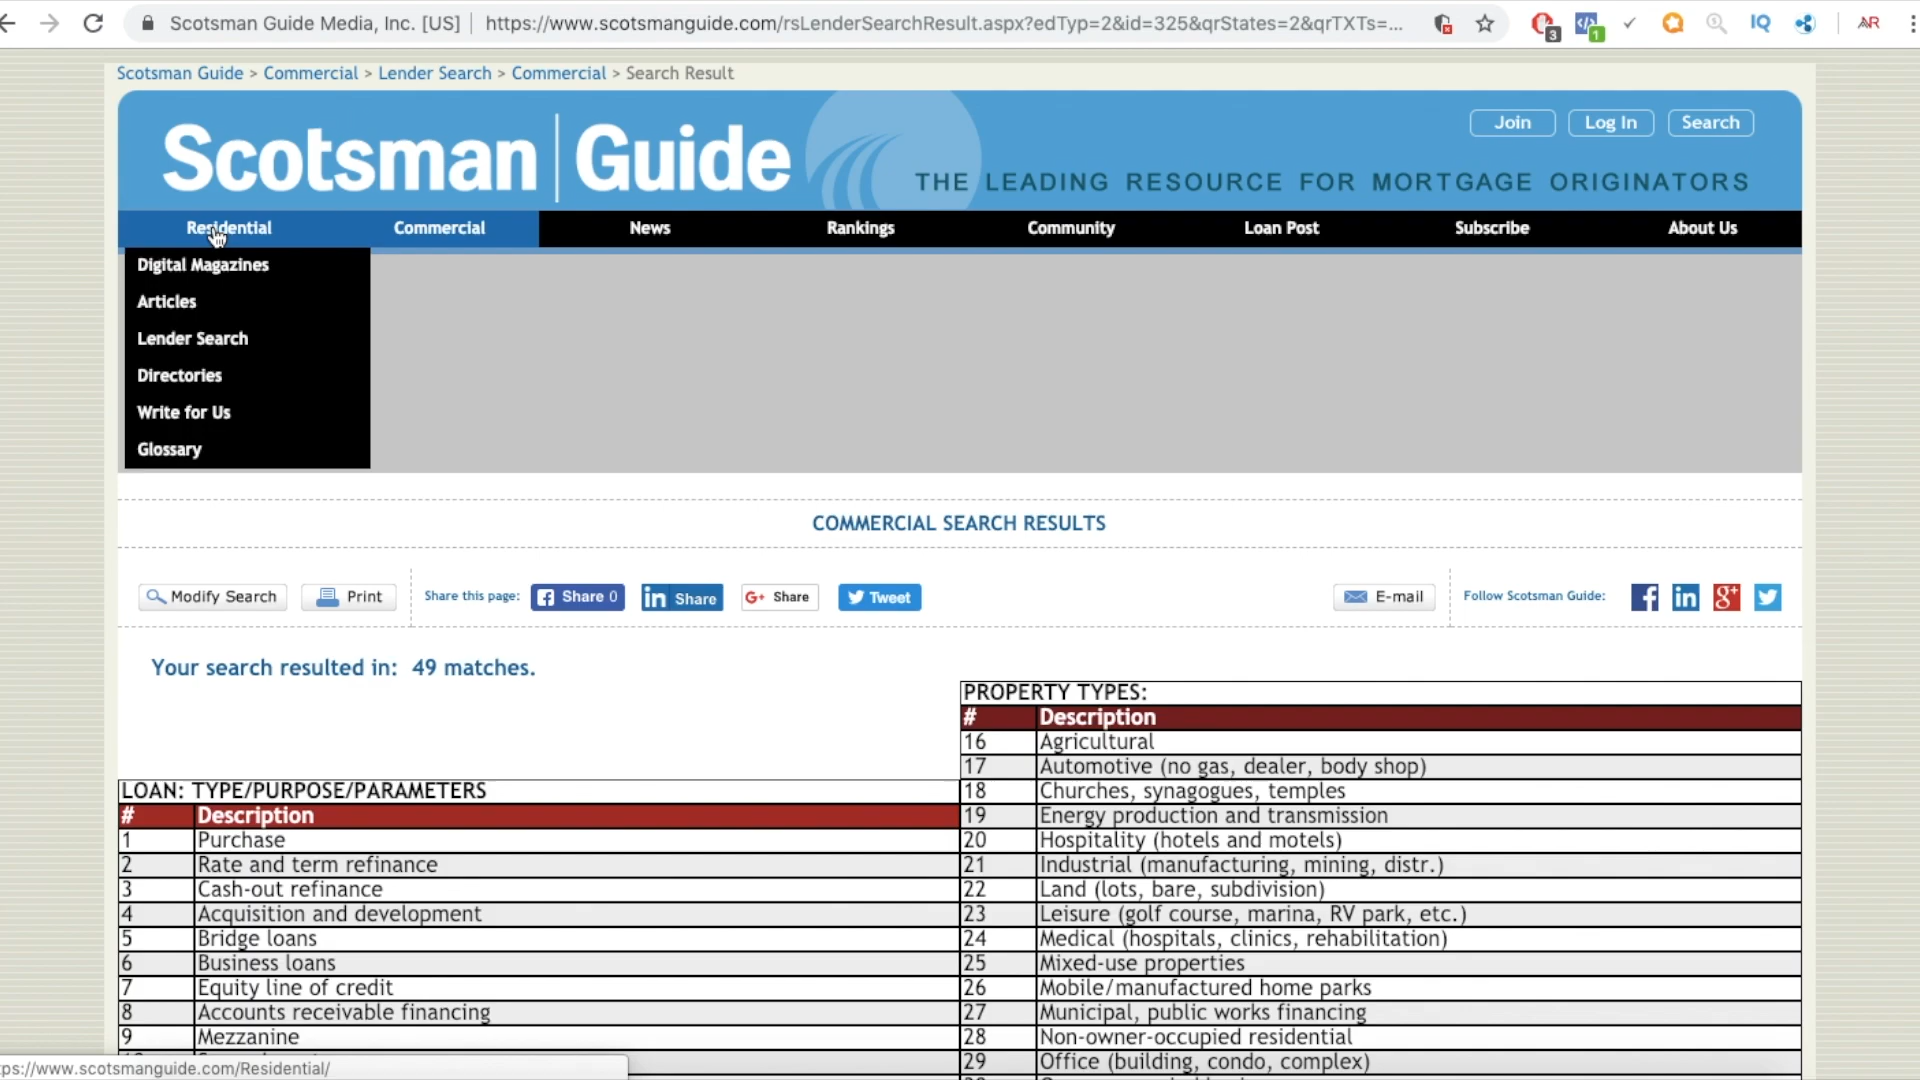 Scotsman Guide Media, Inc. [US] | https://www.scotsmanguide.com/rsLenderSearchResult.aspx?edTyp=2&id=325&qrStates=2&qrTXTs=...
3
1
IQ
AR
Scotsman Guide > Commercial > Lender Search > Commercial > Search Result
Join Log In Search
Scotsman | Guide
THE LEADING RESOURCE FOR MORTGAGE ORIGINATORS
Residential Commercial News Rankings Community Loan Post Subscribe About Us
Digital Magazines
Articles
Lender Search
Directories
Write for Us
Glossary
COMMERCIAL SEARCH RESULTS
Modify Search Print Share this page: Share 0 in Share G+ Share Tweet E-mail Follow Scotsman Guide: f in g+
Your search resulted in: 49 matches.
LOAN: TYPE/PURPOSE/PARAMETERS
# Description
1 Purchase
2 Rate and term refinance
3 Cash-out refinance
4 Acquisition and development
5 Bridge loans
6 Business loans
7 Equity line of credit
8 Accounts receivable financing
9 Mezzanine
PROPERTY TYPES:
# Description
16 Agricultural
17 Automotive (no gas, dealer, body shop)
18 Churches, synagogues, temples
19 Energy production and transmission
20 Hospitality (hotels and motels)
21 Industrial (manufacturing, mining, distr.)
22 Land (lots, bare, subdivision)
23 Leisure (golf course, marina, RV park, etc.)
24 Medical (hospitals, clinics, rehabilitation)
25 Mixed-use properties
26 Mobile/manufactured home parks
27 Municipal, public works financing
28 Non-owner-occupied residential
29 Office (building, condo, complex)
ps://www.scotsmanguide.com/Residential/